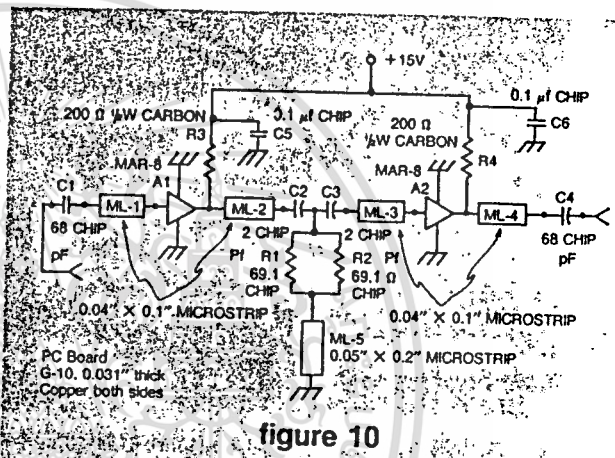 +15V
200 Ω ½W CARBON
R3
0.1 µf CHIP
C5
200 Ω
½W CARBON
R4
0.1 µf CHIP
C6
MAR-8
A1
MAR-8
A2
C1
ML-1
ML-2
C2
C3
ML-3
ML-4
C4
68 CHIP
pF
2 CHIP
Pf
2 CHIP
Pf
68 CHIP
pF
R1
69.1
CHIP
R2
69.1 Ω
CHIP
0.04" × 0.1" MICROSTRIP
0.04" × 0.1" MICROSTRIP
ML-5
0.05" × 0.2" MICROSTRIP
PC Board
G-10, 0.031" thick
Copper both sides
figure 10